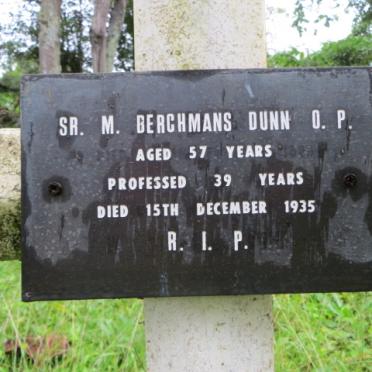 SR. M. BERCHMANS DUNN O. P.
AGED 57 YEARS
PROFESSED 39 YEARS
DIED 15TH DECEMBER 1935
R. I. P.